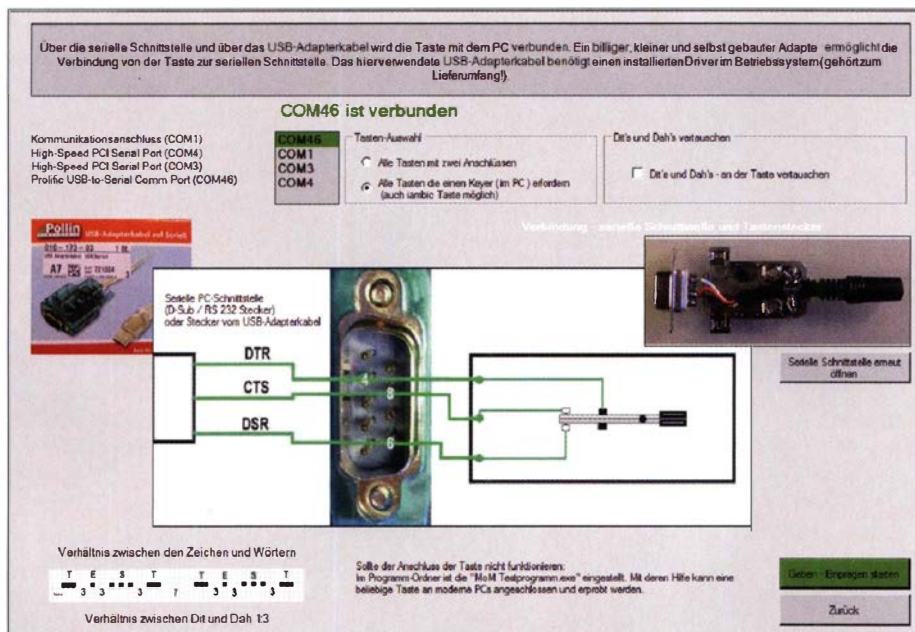 Über die serielle Schnittstelle und über das USB-Adapterkabel wird die Taste mit dem PC verbunden. Ein billiger, kleiner und selbst gebauter Adapte ermöglicht die
Verbindung von der Taste zur seriellen Schnittstelle. Das hierverwendete USB-Adapterkabel benötigt einen installierten Driver im Betriebssystem (gehört zum
Lieferumfang!).
COM46 ist verbunden
Kommunikationsanschluss (COM1)
High-Speed PCI Serial Port (COM4)
High-Speed PCI Serial Port (COM3)
Prolific USB-to-Serial Comm Port (COM46)
COM46
COM1
COM3
COM4
Tasten-Auswahl
Alle Tasten mit zwei Anschlüssen
Alle Tasten die einen Keyer (im PC) erfordern
(auch iambic Taste möglich)
Dit's und Dah's vertauschen
Dit's und Dah's - an der Taste vertauschen
Verbindung - serielle Schnittstelle und Tastenstecker
Pollin USB-Adapterkabel auf Seriell
A7
721004
Serielle PC-Schnittstelle
(D-Sub / RS 232 Stecker)
oder Stecker vom USB-Adapterkabel
DTR
CTS
DSR
4
8
6
Serielle Schnittstelle erneut
öffnen
Verhältnis zwischen den Zeichen und Wörtern
T E S T T E S T
3 3 3 7 3 3 3
Verhältnis zwischen Dit und Dah 1:3
Sollte der Anschluss der Taste nicht funktionieren:
Im Programm-Ordner ist die "MoM Testprogramm.exe" eingestellt. Mit deren Hilfe kann eine
beliebige Taste an moderne PCs angeschlossen und erprobt werden.
Geben - Einprägen starten
Zurück